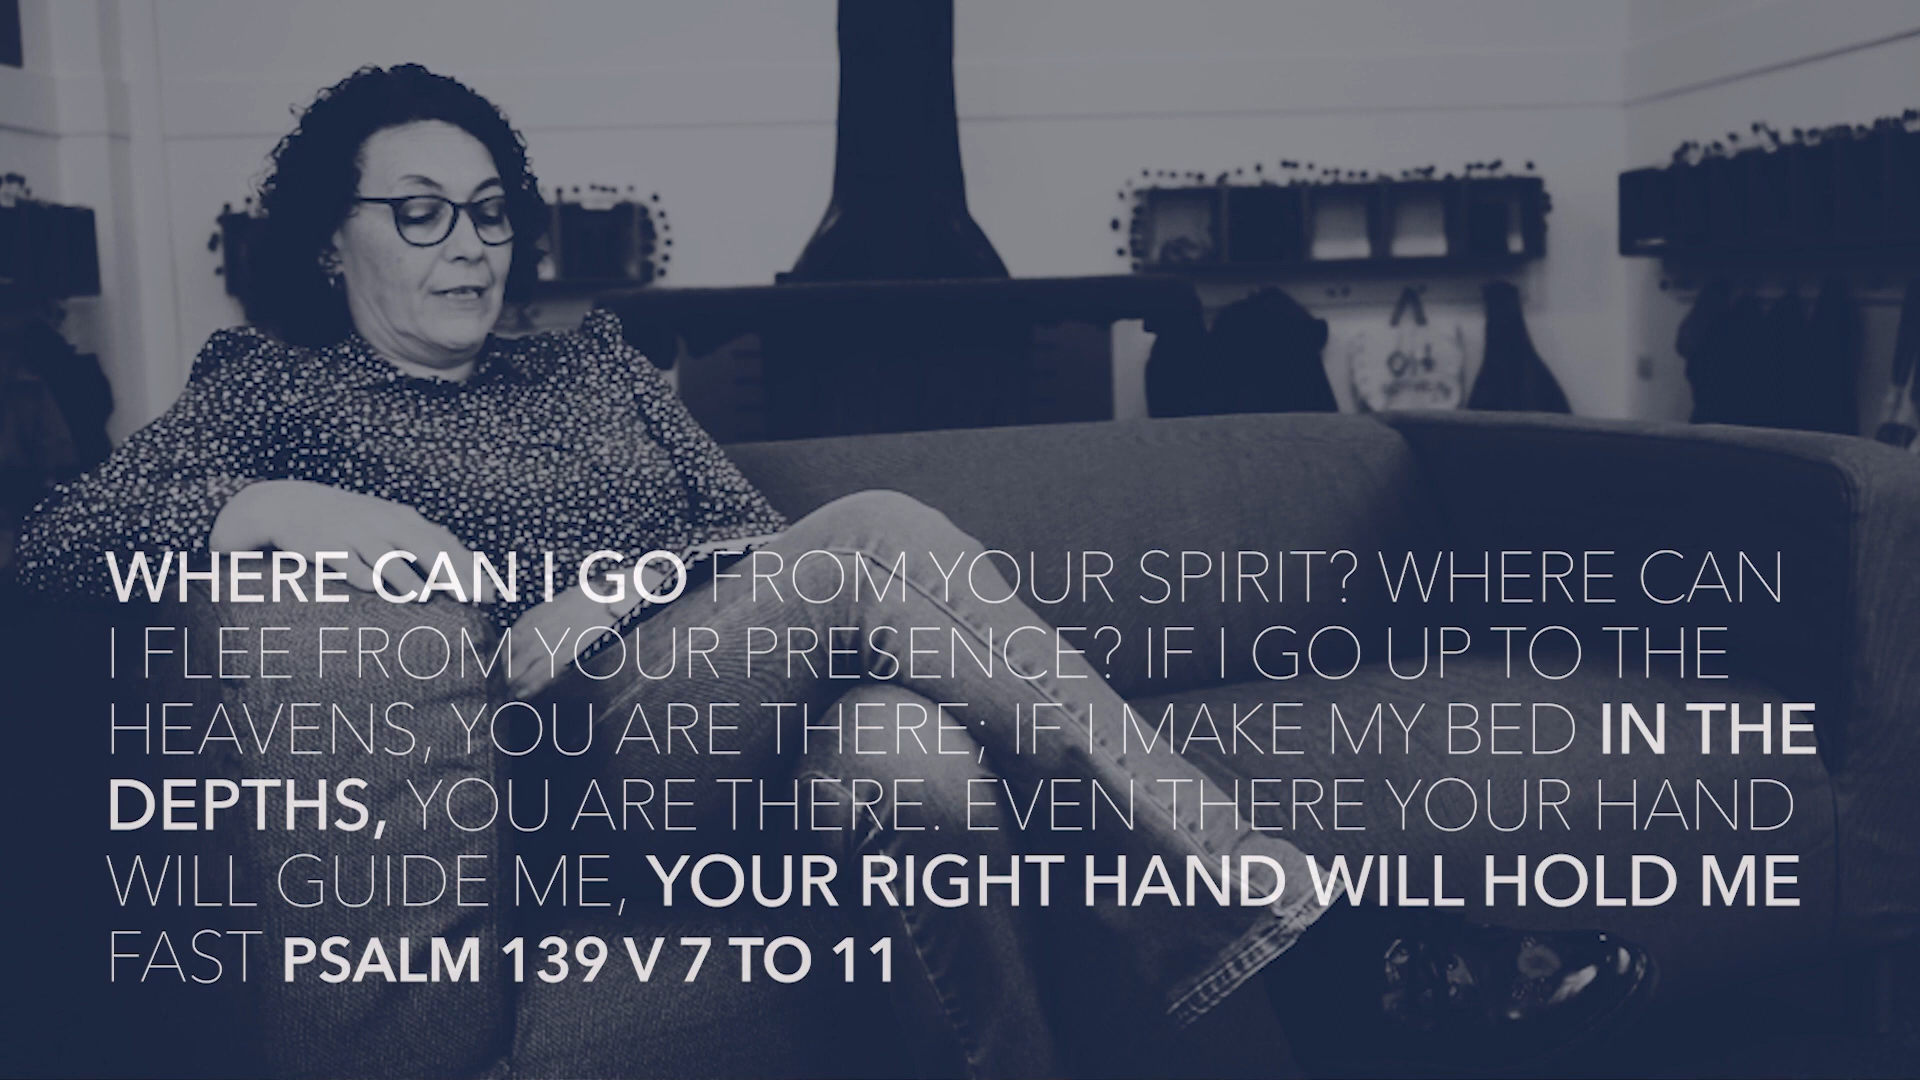 WHERE CAN I GO FROM YOUR SPIRIT? WHERE CAN
I FLEE FROM YOUR PRESENCE? IF I GO UP TO THE
HEAVENS, YOU ARE THERE; IF I MAKE MY BED IN THE
DEPTHS, YOU ARE THERE. EVEN THERE YOUR HAND
WILL GUIDE ME, YOUR RIGHT HAND WILL HOLD ME
FAST PSALM 139 V 7 TO 11